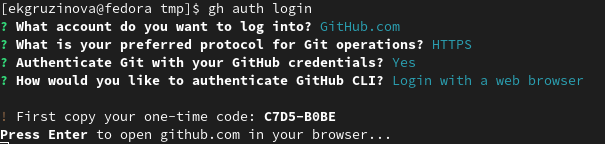 [ekgruzinova@fedora tmp]$ gh auth login
? What account do you want to log into? GitHub.com
? What is your preferred protocol for Git operations? HTTPS
? Authenticate Git with your GitHub credentials? Yes
? How would you like to authenticate GitHub CLI? Login with a web browser
! First copy your one-time code: C7D5-B0BE
Press Enter to open github.com in your browser...